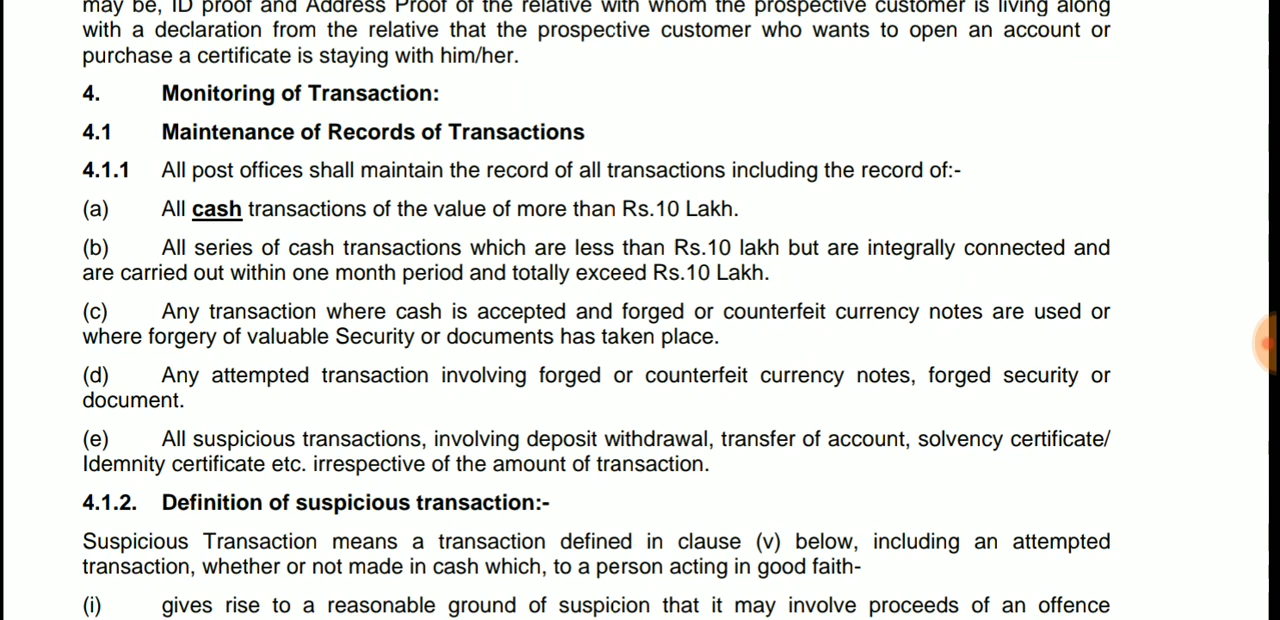 may be, ID proof and Address Proof of the relative with whom the prospective customer is living along
with a declaration from the relative that the prospective customer who wants to open an account or
purchase a certificate is staying with him/her.
4. Monitoring of Transaction:
4.1 Maintenance of Records of Transactions
4.1.1 All post offices shall maintain the record of all transactions including the record of:-
(a) All cash transactions of the value of more than Rs.10 Lakh.
(b) All series of cash transactions which are less than Rs.10 lakh but are integrally connected and
are carried out within one month period and totally exceed Rs.10 Lakh.
(c) Any transaction where cash is accepted and forged or counterfeit currency notes are used or
where forgery of valuable Security or documents has taken place.
(d) Any attempted transaction involving forged or counterfeit currency notes, forged security or
document.
(e) All suspicious transactions, involving deposit withdrawal, transfer of account, solvency certificate/
Idemnity certificate etc. irrespective of the amount of transaction.
4.1.2. Definition of suspicious transaction:-
Suspicious Transaction means a transaction defined in clause (v) below, including an attempted
transaction, whether or not made in cash which, to a person acting in good faith-
(i) gives rise to a reasonable ground of suspicion that it may involve proceeds of an offence